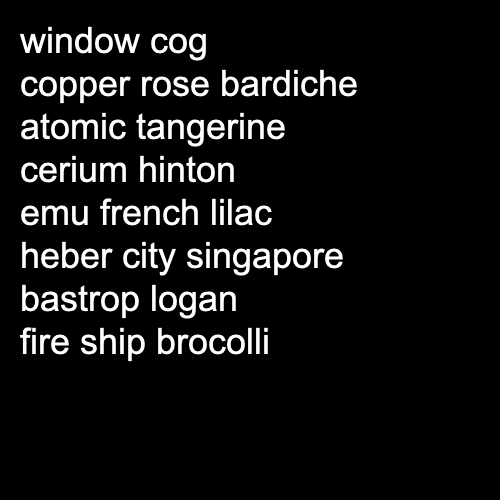 window cog
copper rose bardiche
atomic tangerine
cerium hinton
emu french lilac
heber city singapore
bastrop logan
fire ship brocolli